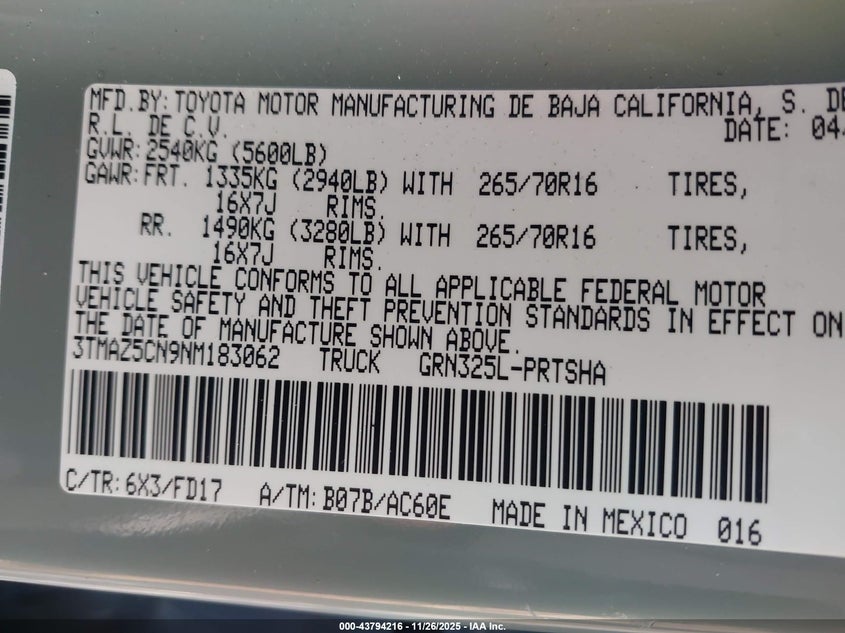 MFD.BY: TOYOTA MOTOR MANUFACTURING DE BAJA CALIFORNIA, S. DE
R.L. DE C.V.
DATE: 04
GVWR: 2540KG (5600LB)
GAWR: FRT. 1335KG (2940LB) WITH 265/70R16 TIRES,
16X7J RIMS.
RR. 1490KG (3280LB) WITH 265/70R16 TIRES,
16X7J RIMS.
THIS VEHICLE CONFORMS TO ALL APPLICABLE FEDERAL MOTOR
VEHICLE SAFETY AND THEFT PREVENTION STANDARDS IN EFFECT ON
THE DATE OF MANUFACTURE SHOWN ABOVE.
3TMAZ5CN9NM183062 TRUCK GRN325L-PRTSHA
C/TR: 6X3/FD17 A/TM: B07B/AC60E MADE IN MEXICO 016
000-43794216 - 11/26/2025 - IAA Inc.